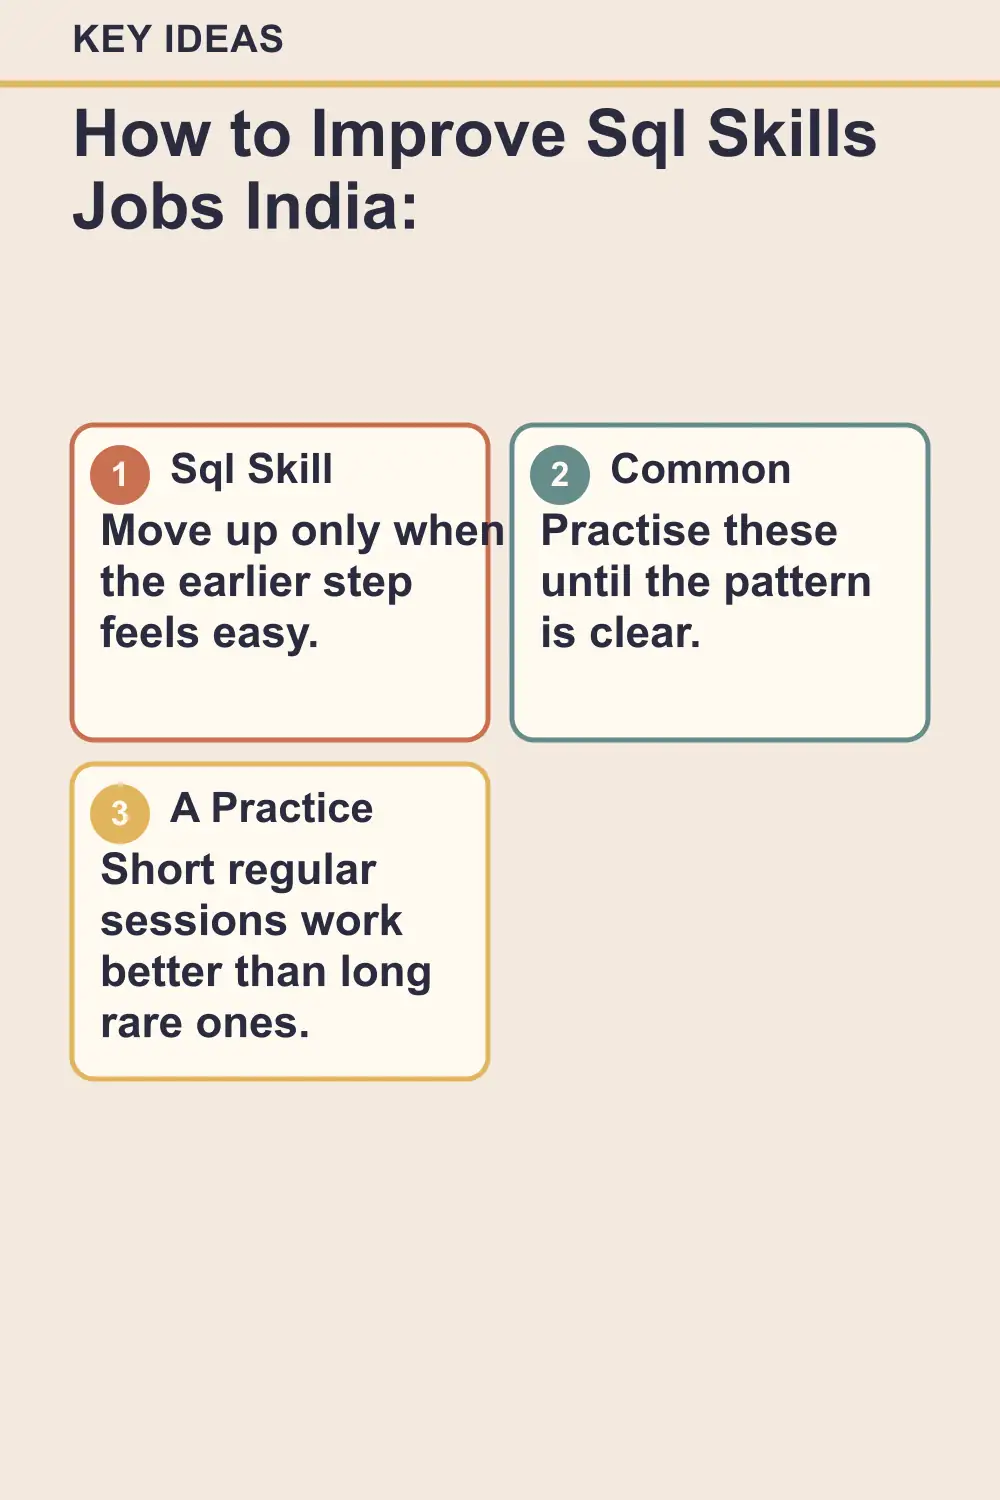 KEY IDEAS
How to Improve Sql Skills
Jobs India:
1 Sql Skill
Move up only when
the earlier step
feels easy.
2 Common
Practise these
until the pattern
is clear.
3 A Practice
Short regular
sessions work
better than long
rare ones.